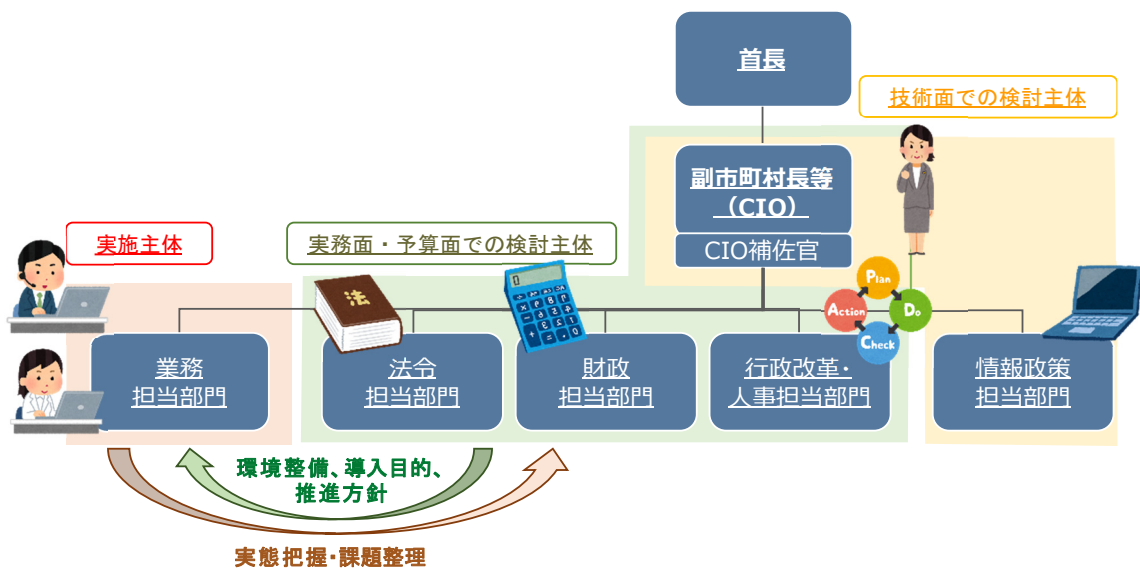 首長
技術面での検討主体
副市町村長等
（CIO）
CIO補佐官
実施主体
実務面・予算面での検討主体
法
0
Plan
Action
Do
Check
業務
担当部門
法令
担当部門
財政
担当部門
行政改革・
人事担当部門
情報政策
担当部門
環境整備、導入目的、
推進方針
実態把握・課題整理